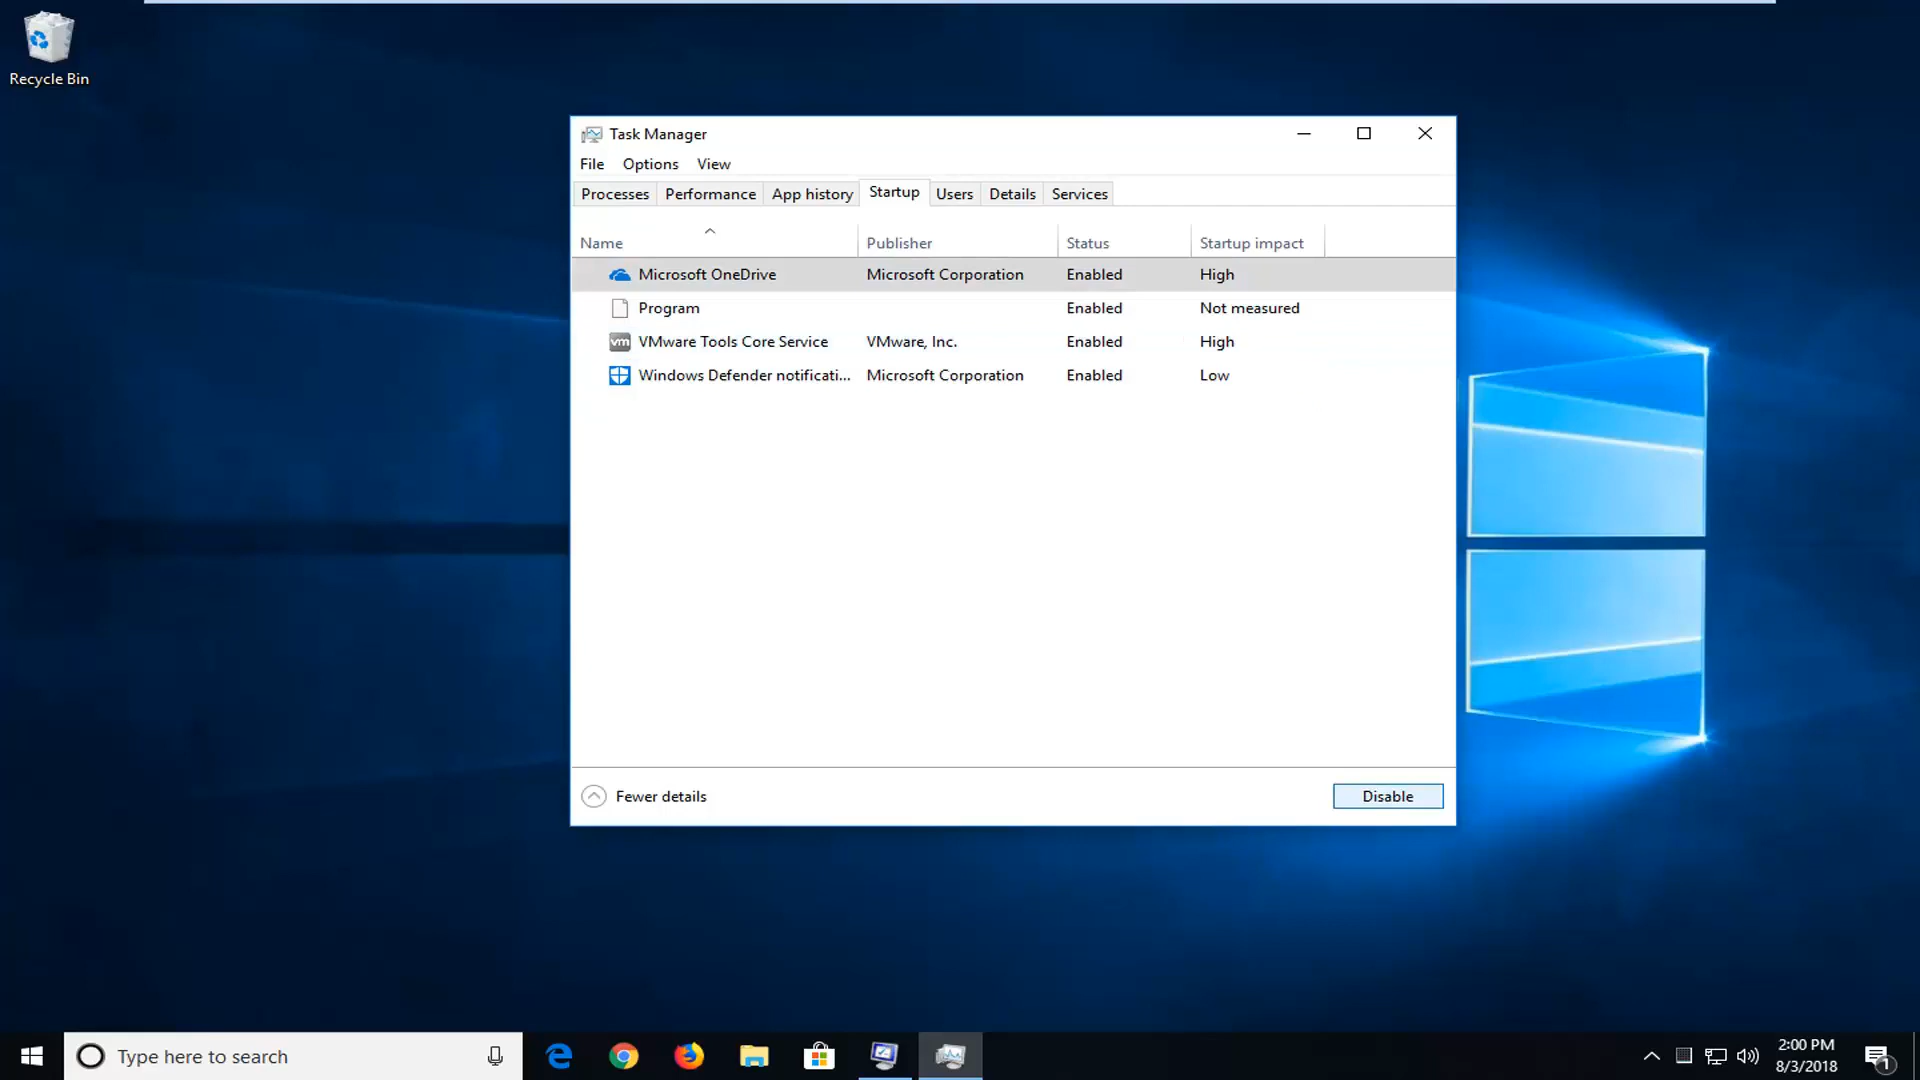 Recycle Bin
Task Manager
File Options View
Processes Performance App history Startup Users Details Services
Name Publisher Status Startup impact
Microsoft OneDrive Microsoft Corporation Enabled High
Program Enabled Not measured
vm VMware Tools Core Service VMware, Inc. Enabled High
Windows Defender notificati... Microsoft Corporation Enabled Low
Fewer details Disable
Type here to search
2:00 PM
8/3/2018
1